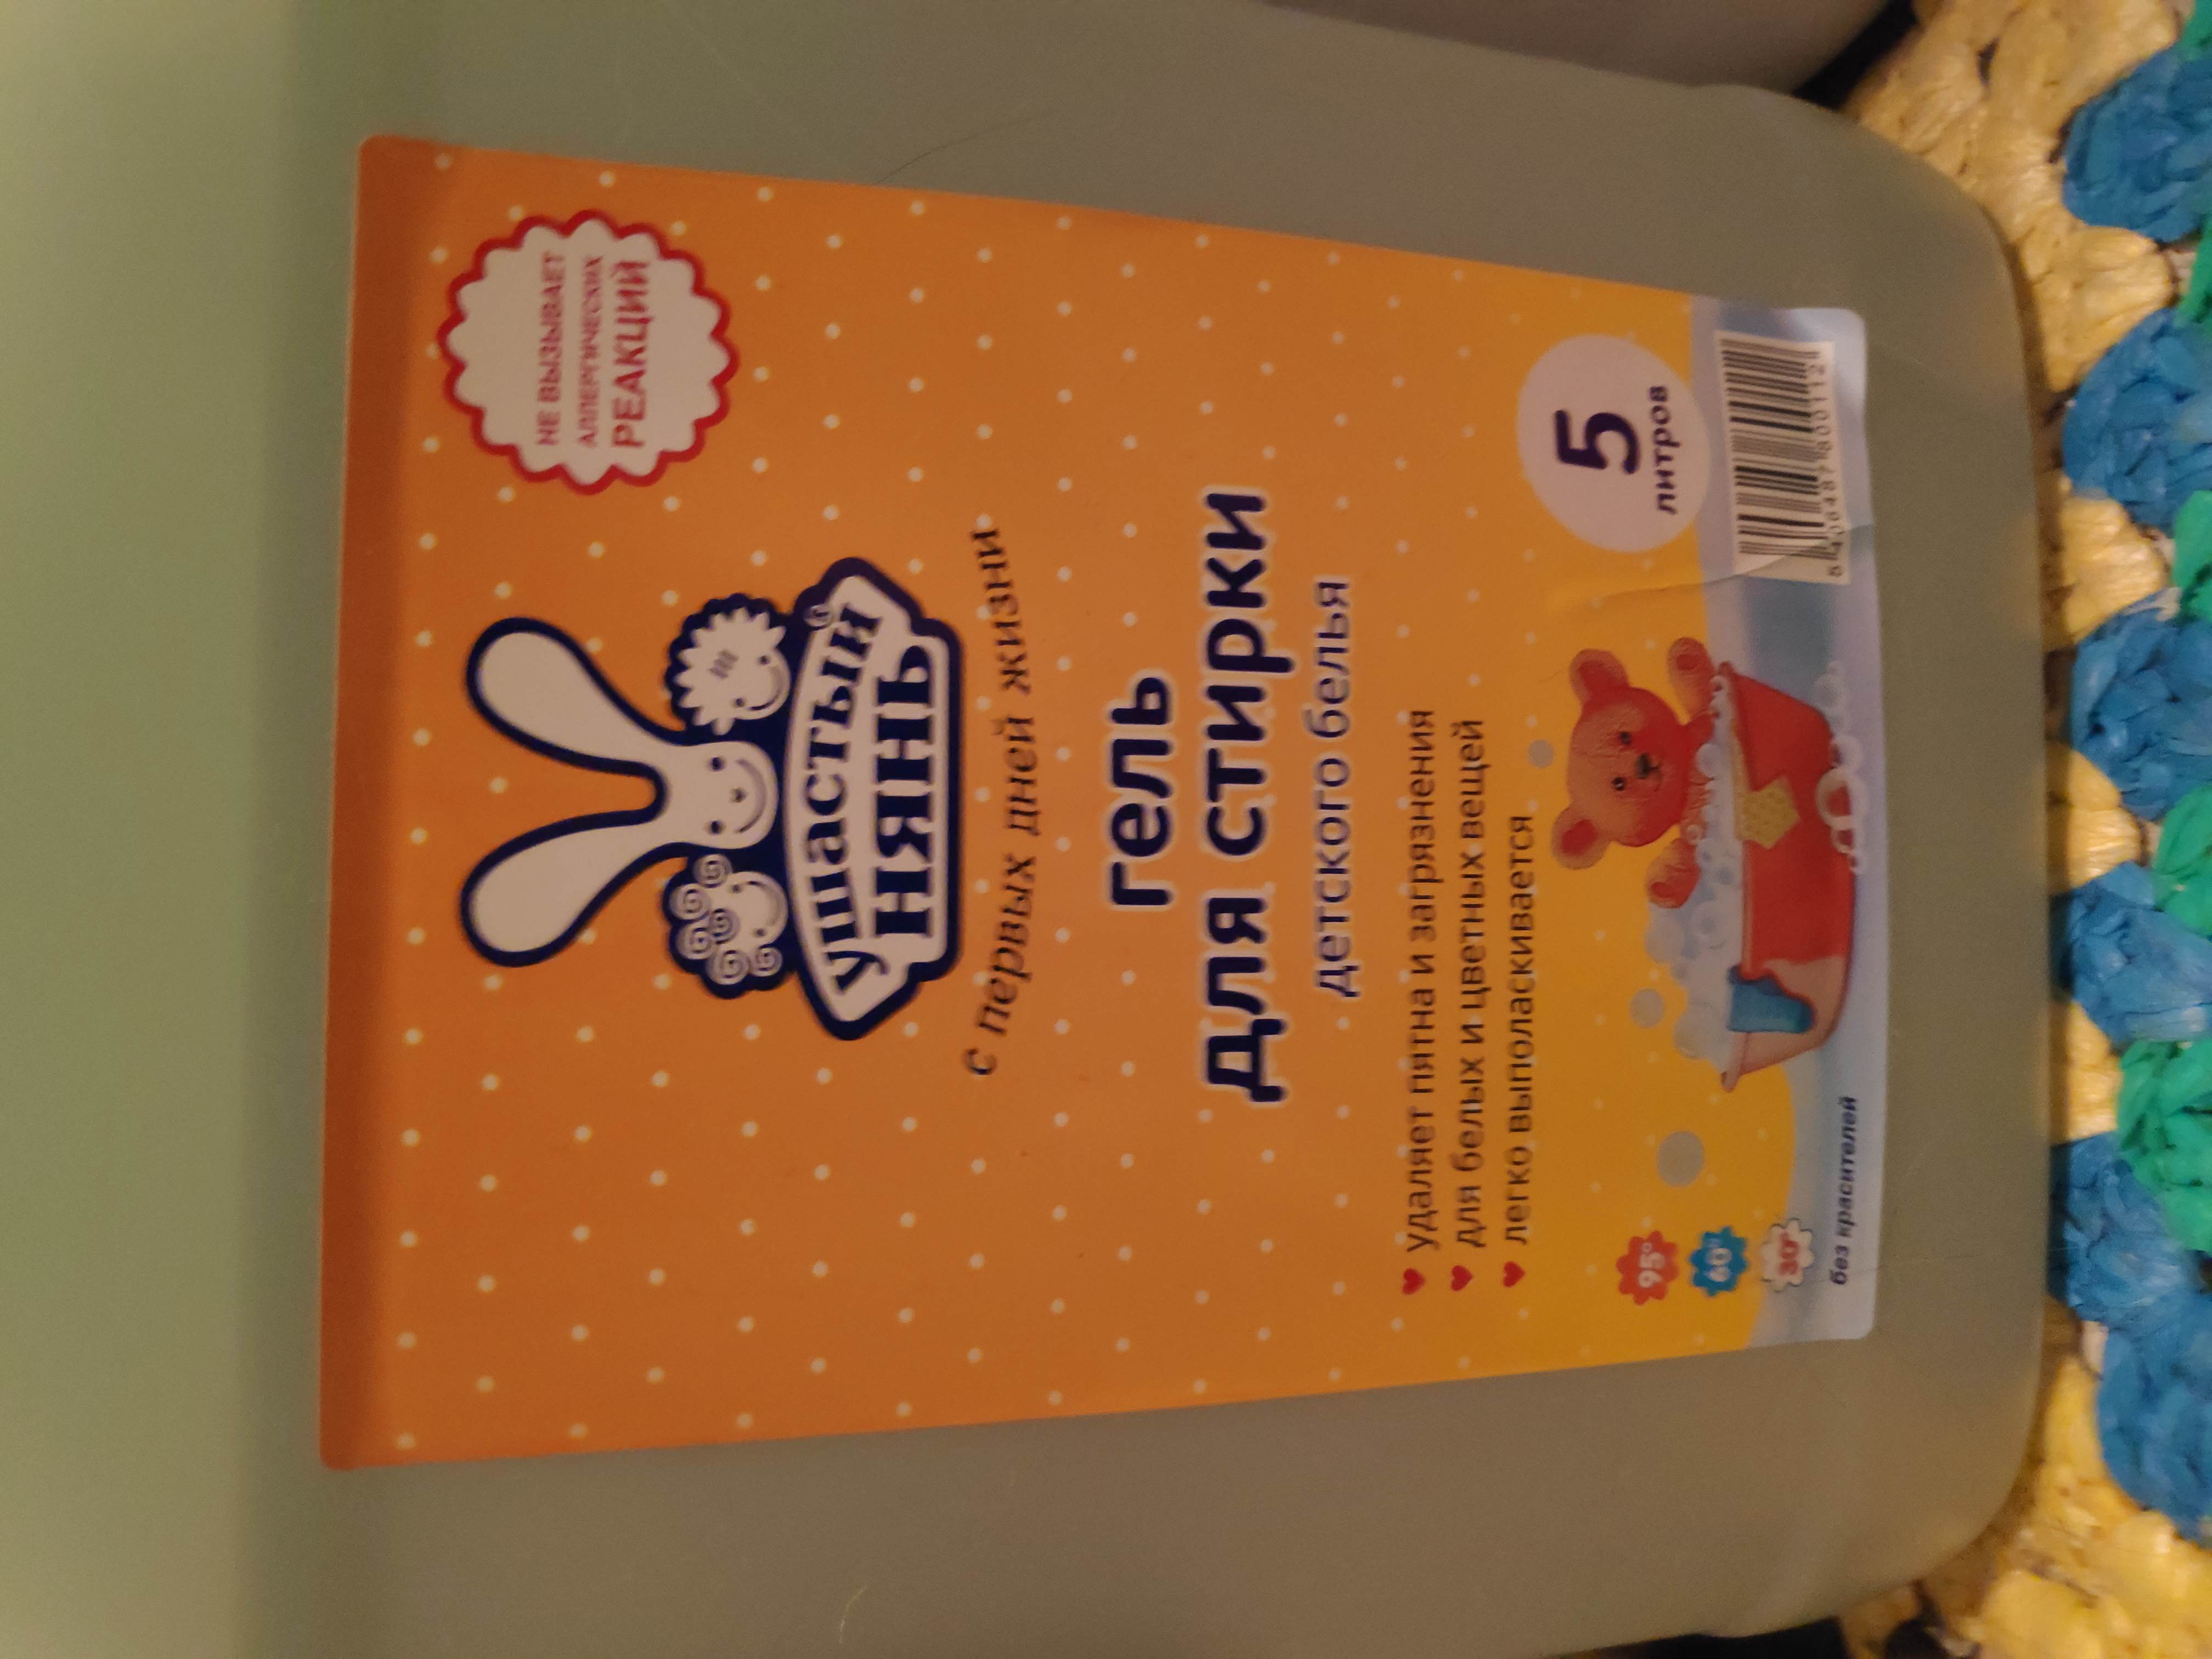 НЕ ВЫЗЫВАЕТ
АЛЛЕРГИЧЕСКИХ
РЕАКЦИЙ
Ушастый
НЯНЬ
с первых дней жизни
гель
для стирки
детского белья
удаляет пятна и загрязнения
для белых и цветных вещей
легко выполаскивается
5
литров
95°
60°
30°
без красителей